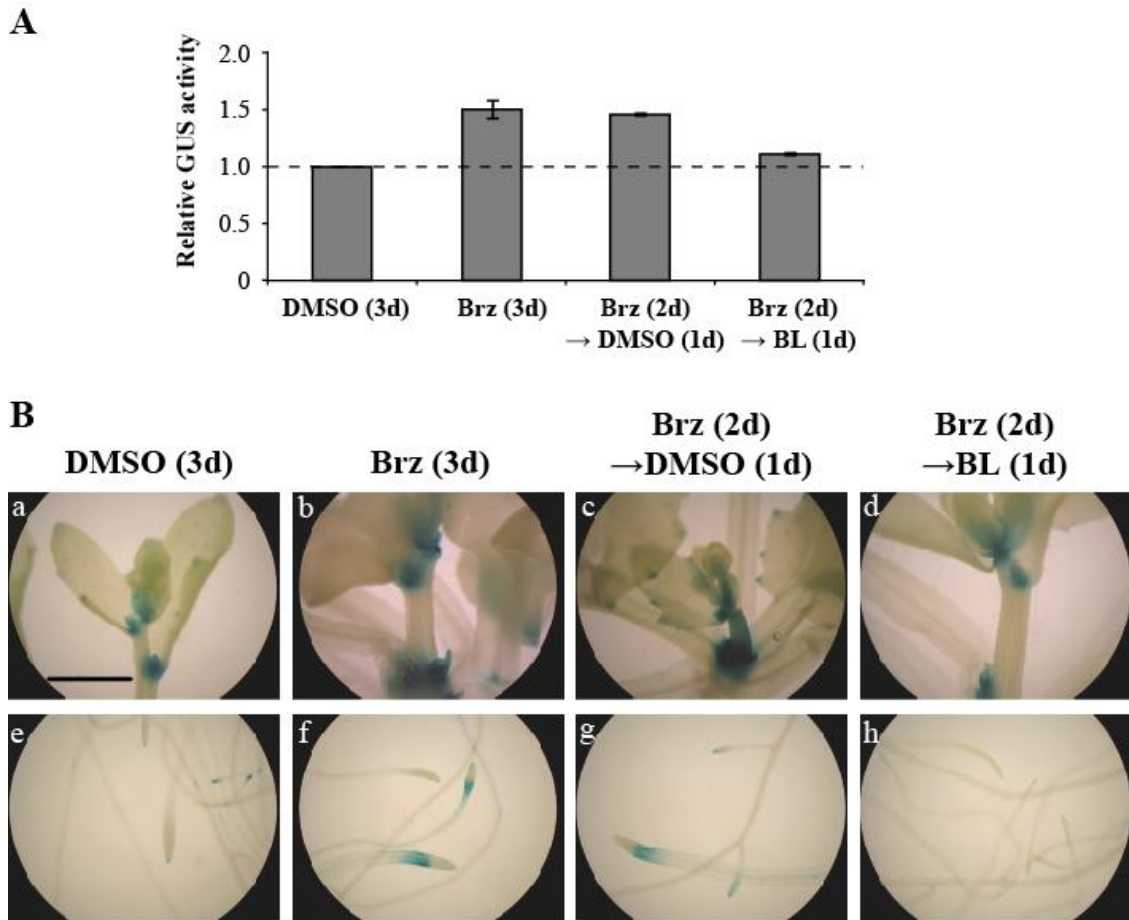 A
Relative GUS activity
2.0
1.5
1.0
0.5
0
DMSO (3d)
Brz (3d)
Brz (2d)
→ DMSO (1d)
Brz (2d)
→ BL (1d)
B
DMSO (3d)
Brz (3d)
Brz (2d)
→DMSO (1d)
Brz (2d)
→BL (1d)
a
b
c
d
e
f
g
h